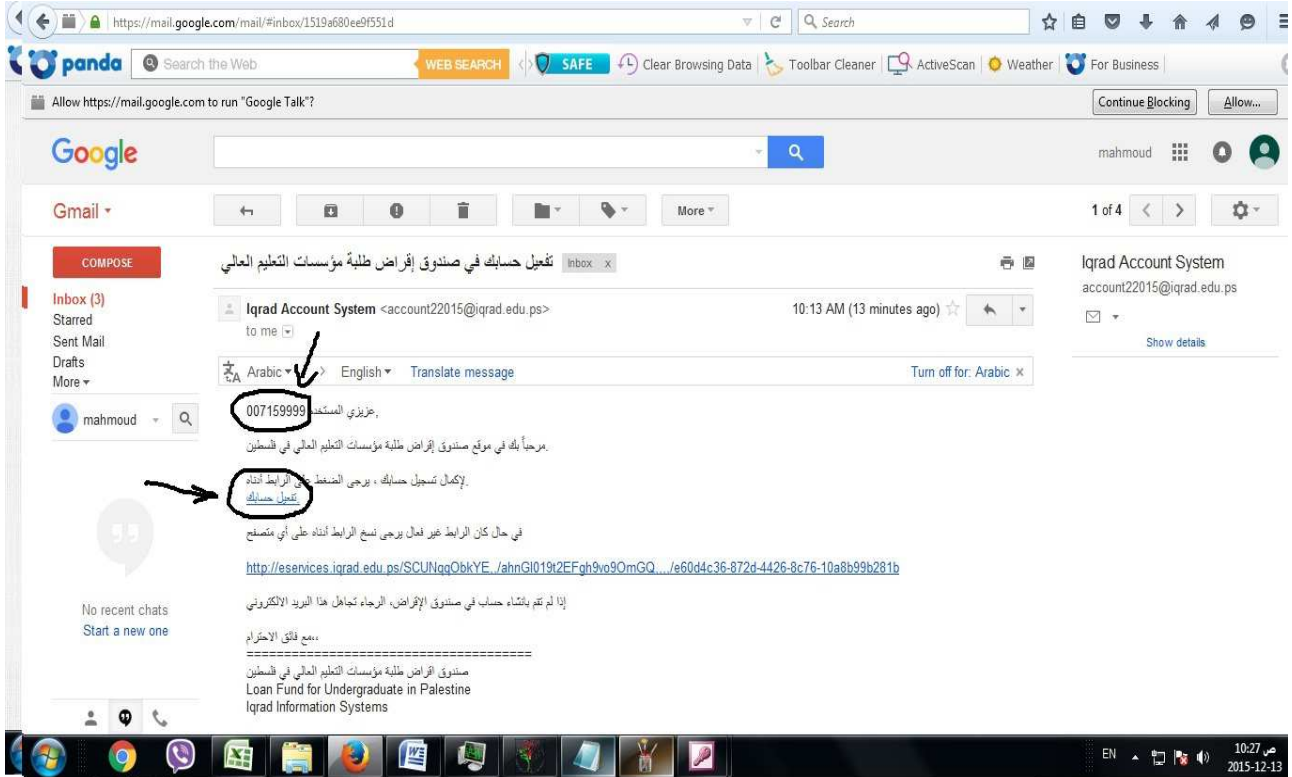 https://mail.google.com/mail/#inbox/1519a680ee9f551d
Search
panda
Search the Web
WEB SEARCH
SAFE
Clear Browsing Data
Toolbar Cleaner
ActiveScan
Weather
For Business
Allow https://mail.google.com to run "Google Talk"?
Continue Blocking
Allow...
Google
mahmoud
Gmail
More
1 of 4
COMPOSE
تفعيل حسابك في صندوق إقراض طلبة مؤسسات التعليم العالي
Inbox x
Iqrad Account System
account22015@iqrad.edu.ps
Show details
Inbox (3)
Starred
Sent Mail
Drafts
More
mahmoud
No recent chats
Start a new one
Iqrad Account System <account22015@iqrad.edu.ps>
10:13 AM (13 minutes ago)
to me
Arabic > English Translate message
Turn off for: Arabic x
عزيزي المستخدم 007159999,
مرحباً بك في موقع صندوق إقراض طلبة مؤسسات التعليم العالي في فلسطين.
لإكمال تسجيل حسابك ، يرجى الضغط على الرابط أدناه.
تفعيل حسابك.
في حال كان الرابط غير فعال يرجى نسخ الرابط أدناه على أي متصفح
http://eservices.iqrad.edu.ps/SCUNqqObkYE../ahnGl019t2EFgh9vo9OmGQ..../e60d4c36-872d-4426-8c76-10a8b99b281b
إذا لم تقم بانشاء حساب في صندوق الإقراض، الرجاء تجاهل هذا البريد الالكتروني
مع فائق الاحترام،،
======================================
صندوق اقراض طلبة مؤسسات التعليم العالي في فلسطين
Loan Fund for Undergraduate in Palestine
Iqrad Information Systems
EN
10:27 ص
2015-12-13